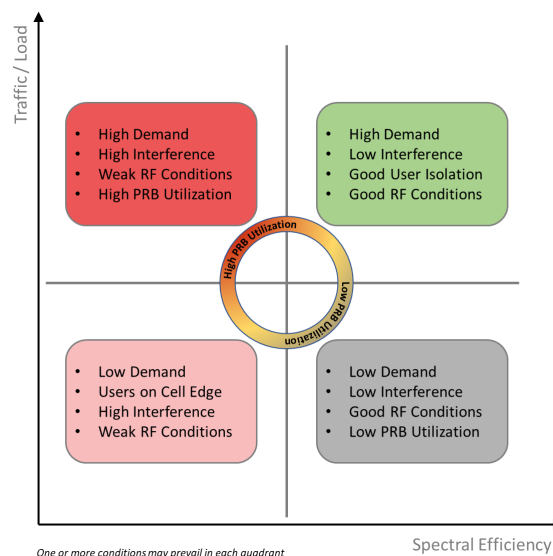 Traffic / Load
• High Demand
• High Interference
• Weak RF Conditions
• High PRB Utilization
• High Demand
• Low Interference
• Good User Isolation
• Good RF Conditions
High PRB Utilization
Low PRB Utilization
• Low Demand
• Users on Cell Edge
• High Interference
• Weak RF Conditions
• Low Demand
• Low Interference
• Good RF Conditions
• Low PRB Utilization
Spectral Efficiency
One or more conditions may prevail in each quadrant